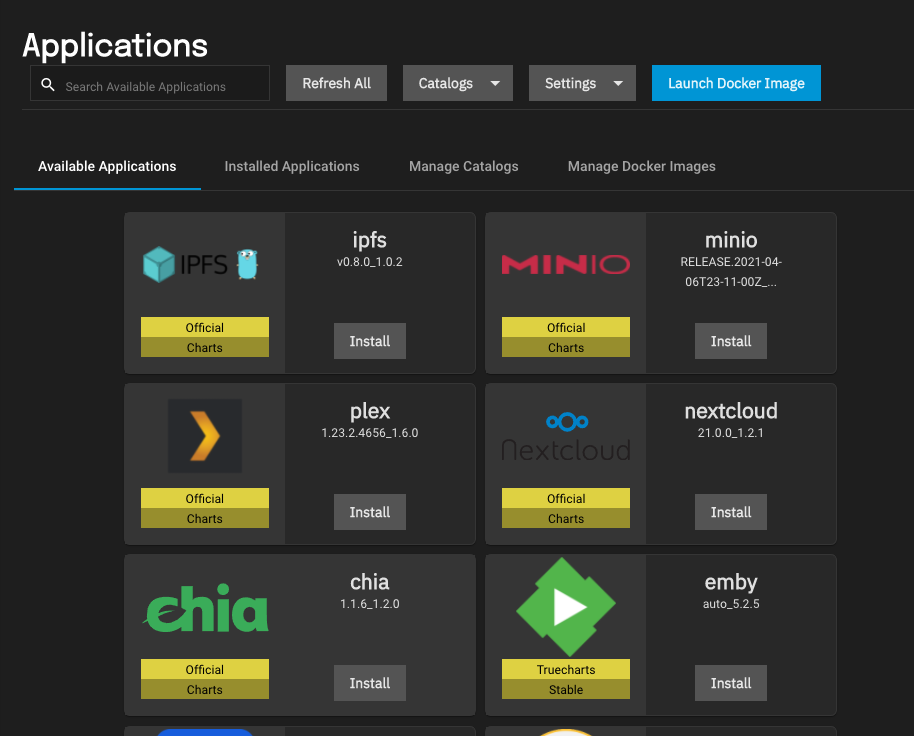 Applications
Search Available Applications
Refresh All
Catalogs
Settings
Launch Docker Image
Available Applications
Installed Applications
Manage Catalogs
Manage Docker Images
IPFS
ipfs
v0.8.0_1.0.2
Official
Charts
Install
MINIO
minio
RELEASE.2021-04-
06T23-11-00Z_...
Official
Charts
Install
plex
1.23.2.4656_1.6.0
Official
Charts
Install
Nextcloud
nextcloud
21.0.0_1.2.1
Official
Charts
Install
chia
chia
1.1.6_1.2.0
Official
Charts
Install
emby
auto_5.2.5
Truecharts
Stable
Install